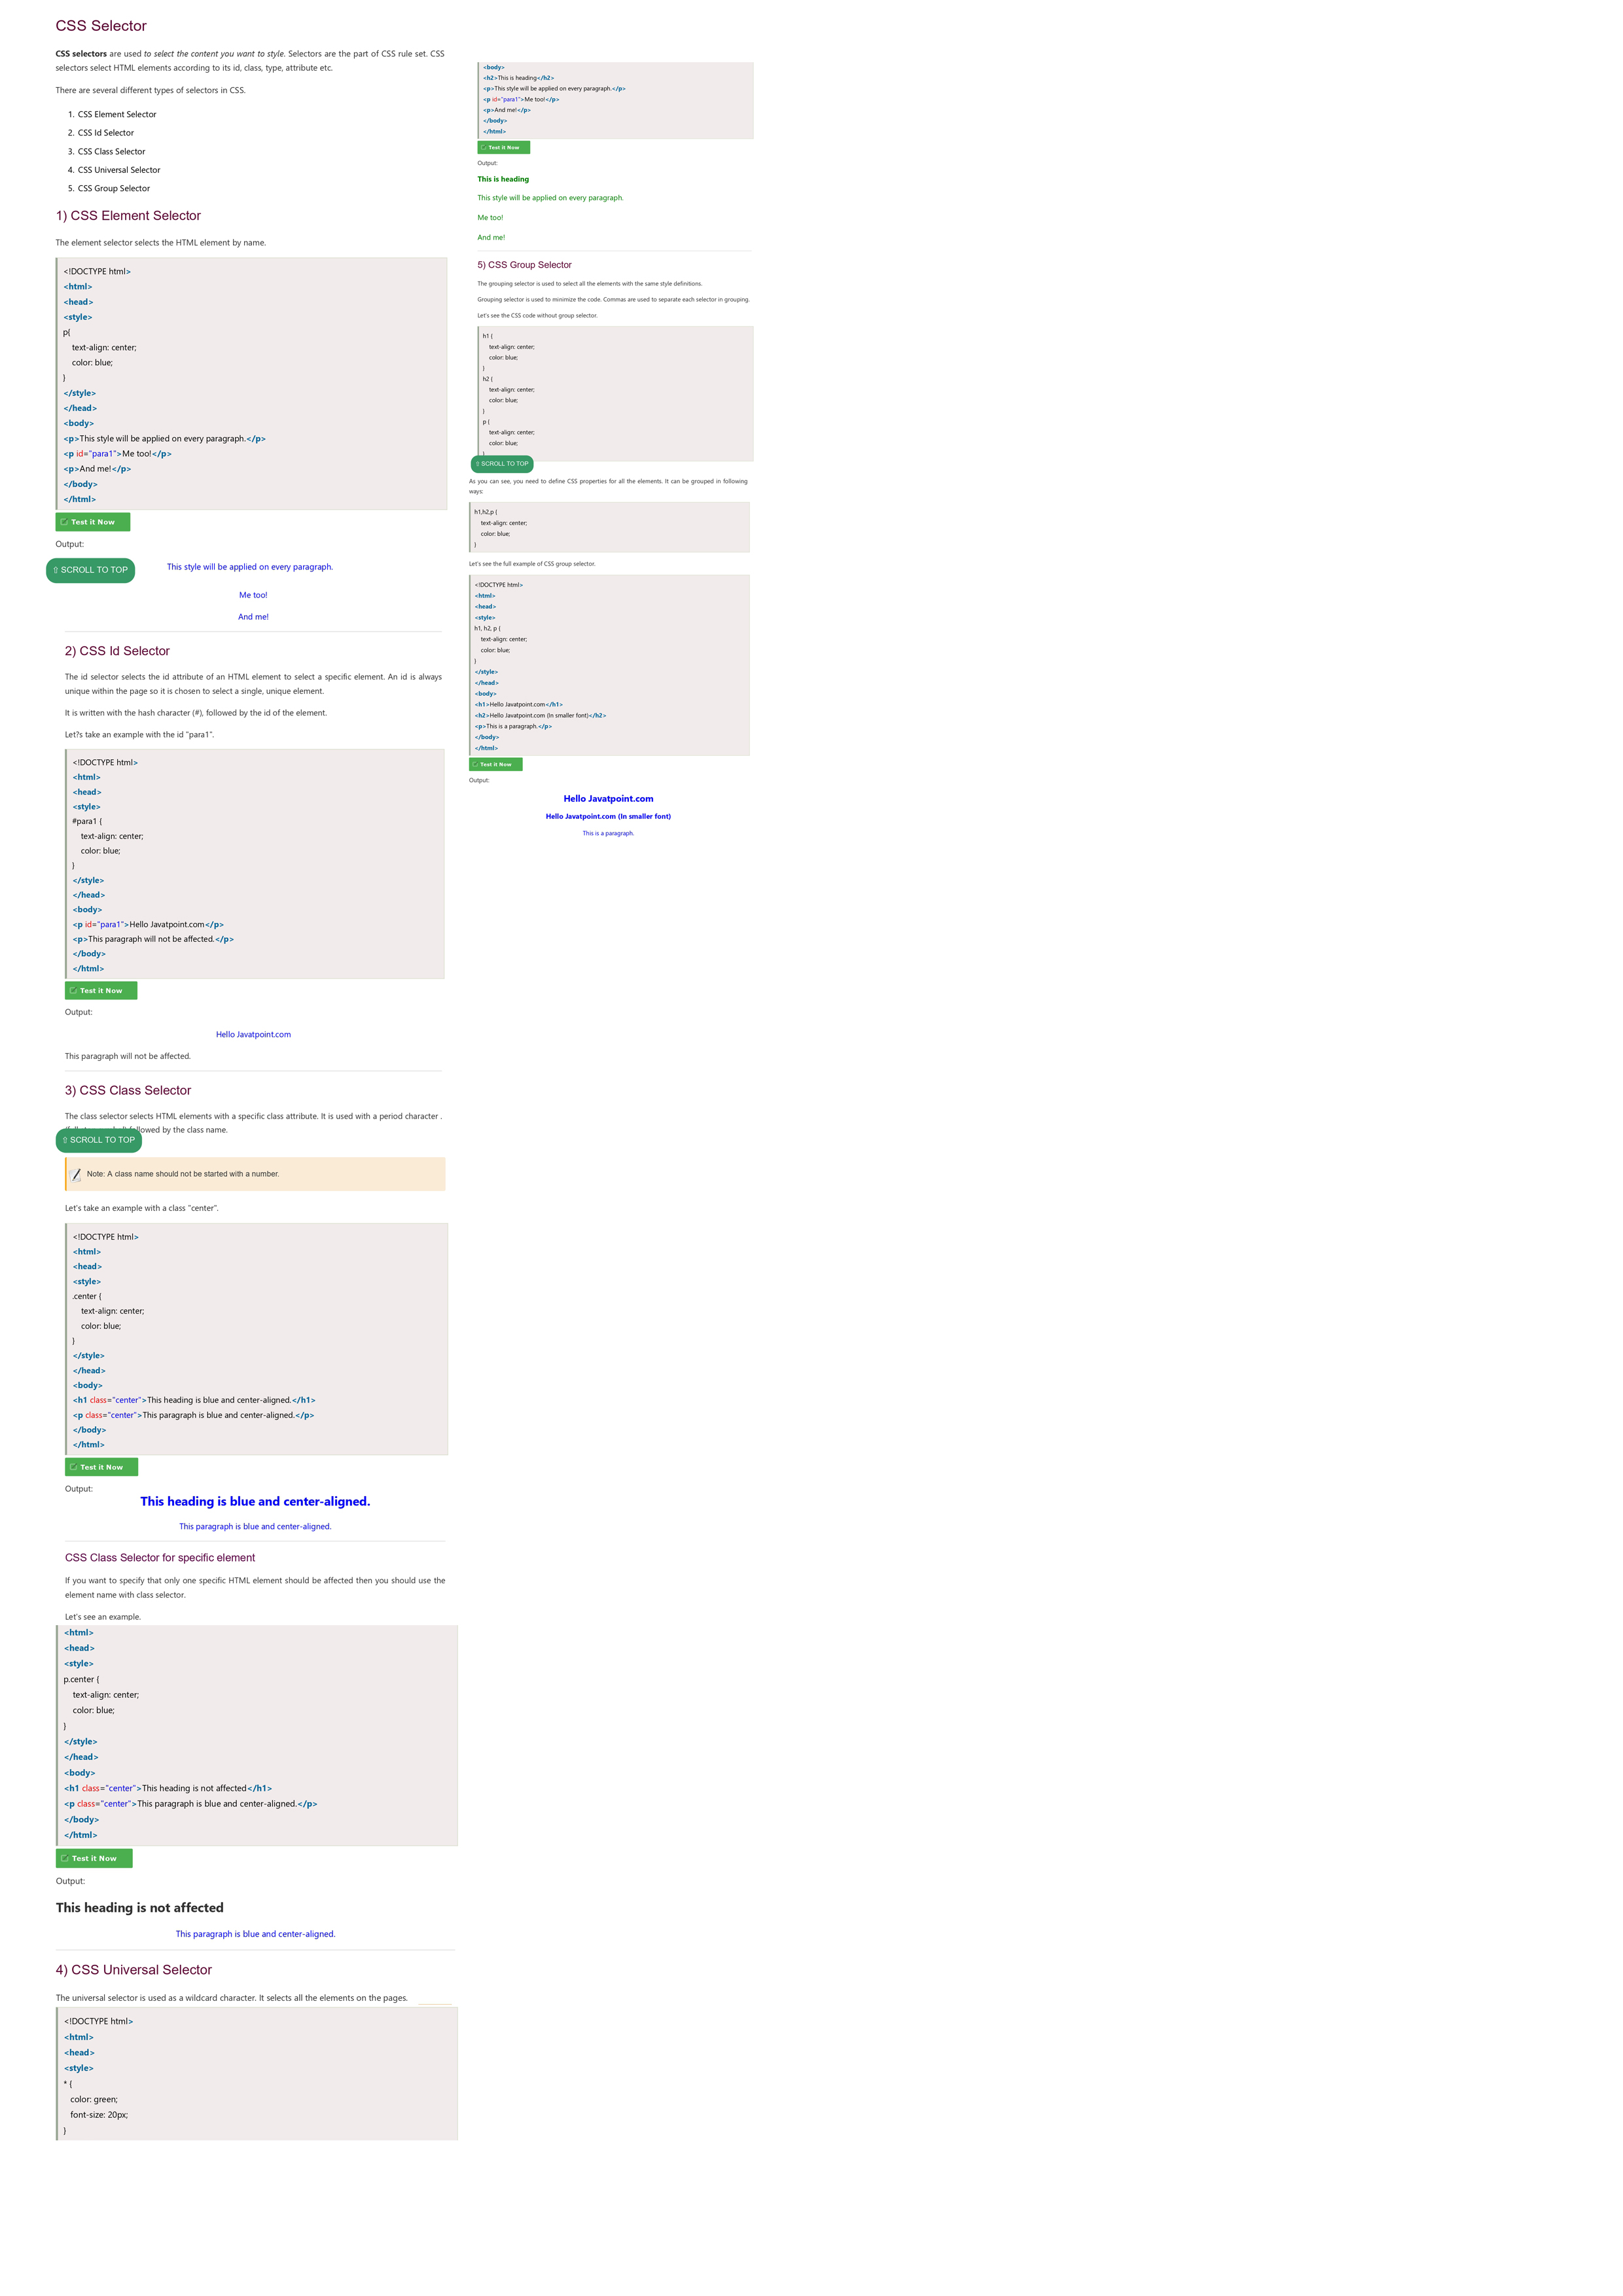 CSS Selector
CSS selectors are used to select the content you want to style. Selectors are the part of CSS rule set. CSS
selectors select HTML elements according to its id, class, type, attribute etc.
There are several different types of selectors in CSS.
1. CSS Element Selector
2. CSS Id Selector
3. CSS Class Selector
4. CSS Universal Selector
5. CSS Group Selector
1) CSS Element Selector
The element selector selects the HTML element by name.
<!DOCTYPE html>
<html>
<head>
<style>
p{
text-align: center;
color: blue;
}
</style>
</head>
<body>
<p>This style will be applied on every paragraph.</p>
<p id="para1">Me too!</p>
<p>And me!</p>
</body>
</html>
Test it Now
Output:
⇧ SCROLL TO TOP
This style will be applied on every paragraph.
Me too!
And me!
2) CSS Id Selector
The id selector selects the id attribute of an HTML element to select a specific element. An id is always
unique within the page so it is chosen to select a single, unique element.
It is written with the hash character (#), followed by the id of the element.
Let?s take an example with the id "para1".
<!DOCTYPE html>
<html>
<head>
<style>
#para1 {
text-align: center;
color: blue;
}
</style>
</head>
<body>
<p id="para1">Hello Javatpoint.com</p>
<p>This paragraph will not be affected.</p>
</body>
</html>
Test it Now
Output:
Hello Javatpoint.com
This paragraph will not be affected.
3) CSS Class Selector
The class selector selects HTML elements with a specific class attribute. It is used with a period character .
followed by the class name.
⇧ SCROLL TO TOP
Note: A class name should not be started with a number.
Let's take an example with a class "center".
<!DOCTYPE html>
<html>
<head>
<style>
.center {
text-align: center;
color: blue;
}
</style>
</head>
<body>
<h1 class="center">This heading is blue and center-aligned.</h1>
<p class="center">This paragraph is blue and center-aligned.</p>
</body>
</html>
Test it Now
Output:
This heading is blue and center-aligned.
This paragraph is blue and center-aligned.
CSS Class Selector for specific element
If you want to specify that only one specific HTML element should be affected then you should use the
element name with class selector.
Let's see an example.
<html>
<head>
<style>
p.center {
text-align: center;
color: blue;
}
</style>
</head>
<body>
<h1 class="center">This heading is not affected</h1>
<p class="center">This paragraph is blue and center-aligned.</p>
</body>
</html>
Test it Now
Output:
This heading is not affected
This paragraph is blue and center-aligned.
4) CSS Universal Selector
The universal selector is used as a wildcard character. It selects all the elements on the pages.
<!DOCTYPE html>
<html>
<head>
<style>
* {
color: green;
font-size: 20px;
}
<body>
<h2>This is heading</h2>
<p>This style will be applied on every paragraph.</p>
<p id="para1">Me too!</p>
<p>And me!</p>
</body>
</html>
Test it Now
Output:
This is heading
This style will be applied on every paragraph.
Me too!
And me!
5) CSS Group Selector
The grouping selector is used to select all the elements with the same style definitions.
Grouping selector is used to minimize the code. Commas are used to separate each selector in grouping.
Let's see the CSS code without group selector.
h1 {
text-align: center;
color: blue;
}
h2 {
text-align: center;
color: blue;
}
p {
text-align: center;
color: blue;
}
⇧ SCROLL TO TOP
As you can see, you need to define CSS properties for all the elements. It can be grouped in following
ways:
h1,h2,p {
text-align: center;
color: blue;
}
Let's see the full example of CSS group selector.
<!DOCTYPE html>
<html>
<head>
<style>
h1, h2, p {
text-align: center;
color: blue;
}
</style>
</head>
<body>
<h1>Hello Javatpoint.com</h1>
<h2>Hello Javatpoint.com (In smaller font)</h2>
<p>This is a paragraph.</p>
</body>
</html>
Test it Now
Output:
Hello Javatpoint.com
Hello Javatpoint.com (In smaller font)
This is a paragraph.